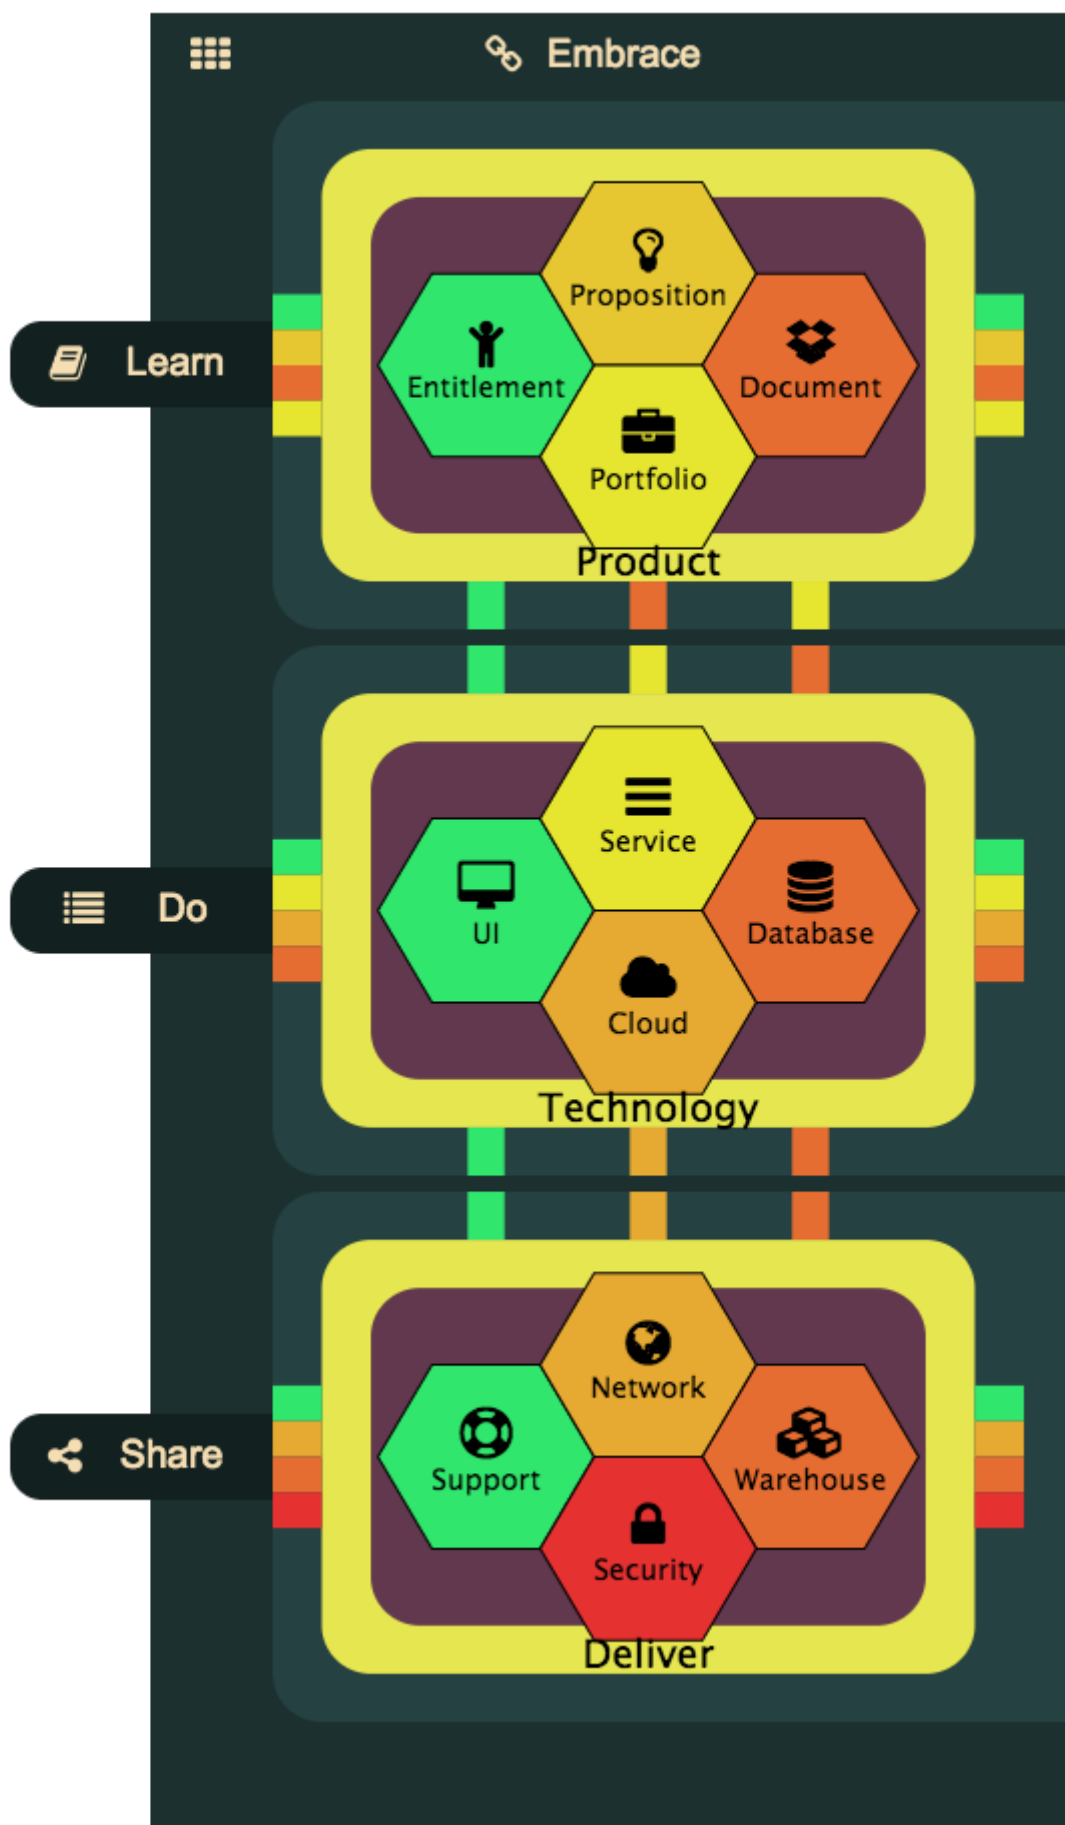 Embrace
Learn
Proposition
Entitlement
Document
Portfolio
Product
Do
Service
UI
Database
Cloud
Technology
Share
Network
Support
Warehouse
Security
Deliver